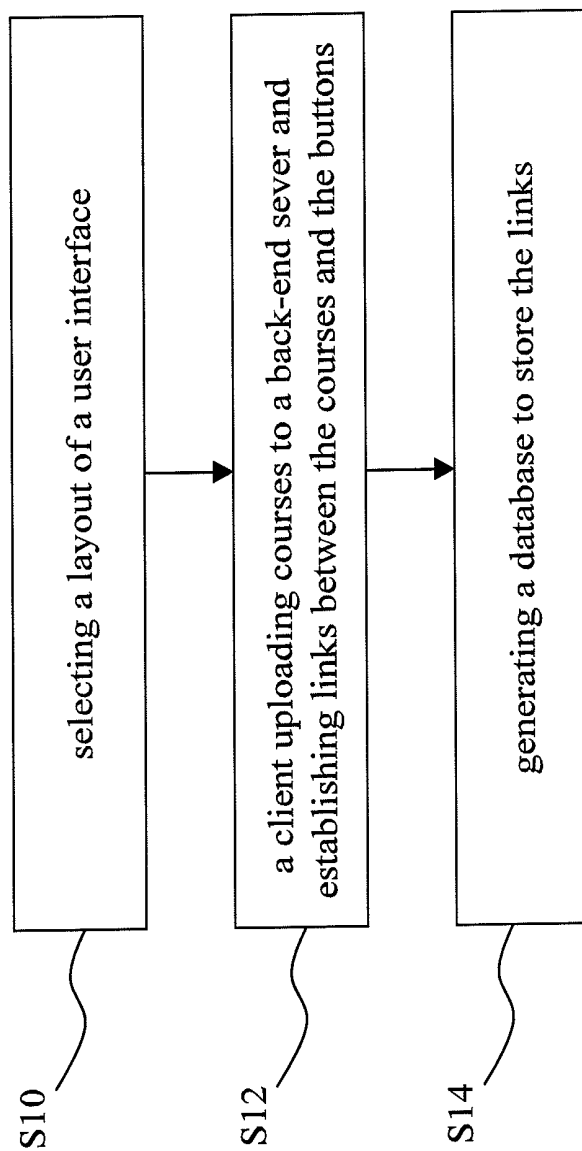 S10
selecting a layout of a user interface
S12
a client uploading courses to a back-end sever and
establishing links between the courses and the buttons
S14
generating a database to store the links